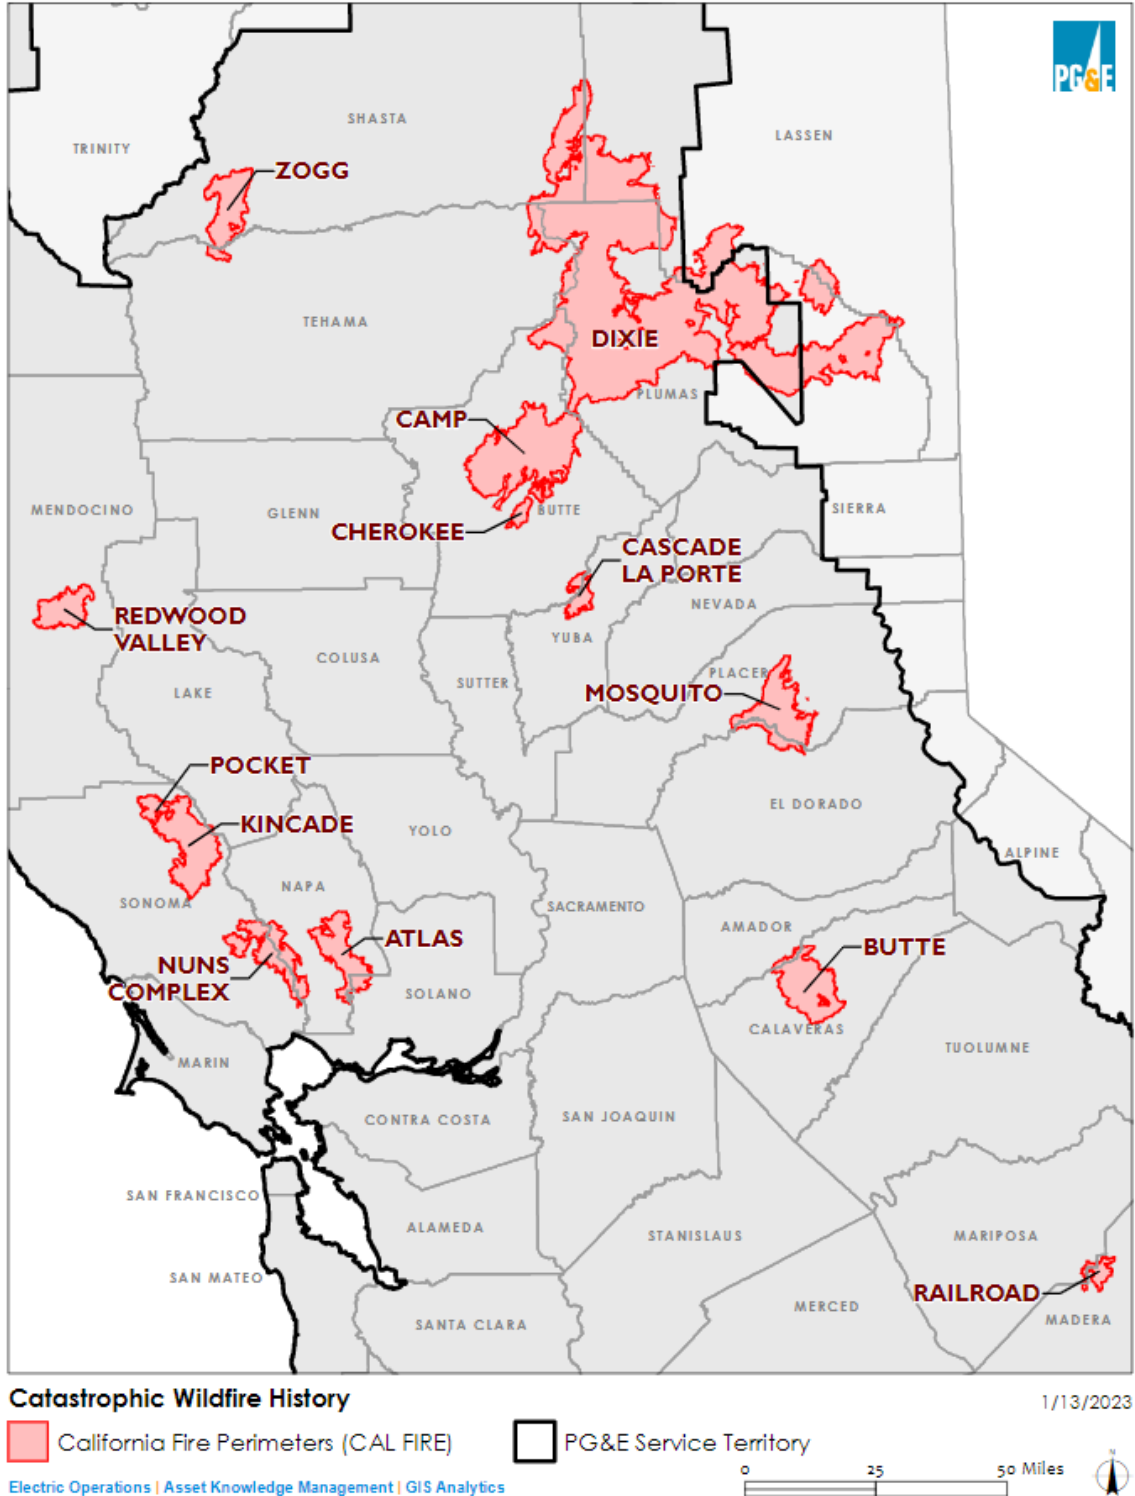 PG&E
SHASTA
TRINITY
LASSEN
ZOGG
TEHAMA
DIXIE
PLUMAS
CAMP
MENDOCINO
GLENN
BUTTE
SIERRA
CHEROKEE
CASCADE
LA PORTE
NEVADA
REDWOOD
VALLEY
YUBA
COLUSA
LAKE
SUTTER
PLACER
MOSQUITO
POCKET
KINCADE
YOLO
EL DORADO
ALPINE
NAPA
SONOMA
SACRAMENTO
AMADOR
ATLAS
BUTTE
NUNS
COMPLEX
SOLANO
CALAVERAS
TUOLUMNE
MARIN
CONTRA COSTA
SAN JOAQUIN
SAN FRANCISCO
ALAMEDA
STANISLAUS
MARIPOSA
SAN MATEO
RAILROAD
MERCED
MADERA
SANTA CLARA
Catastrophic Wildfire History
1/13/2023
California Fire Perimeters (CAL FIRE)
PG&E Service Territory
0 25 50 Miles
N
Electric Operations | Asset Knowledge Management | GIS Analytics